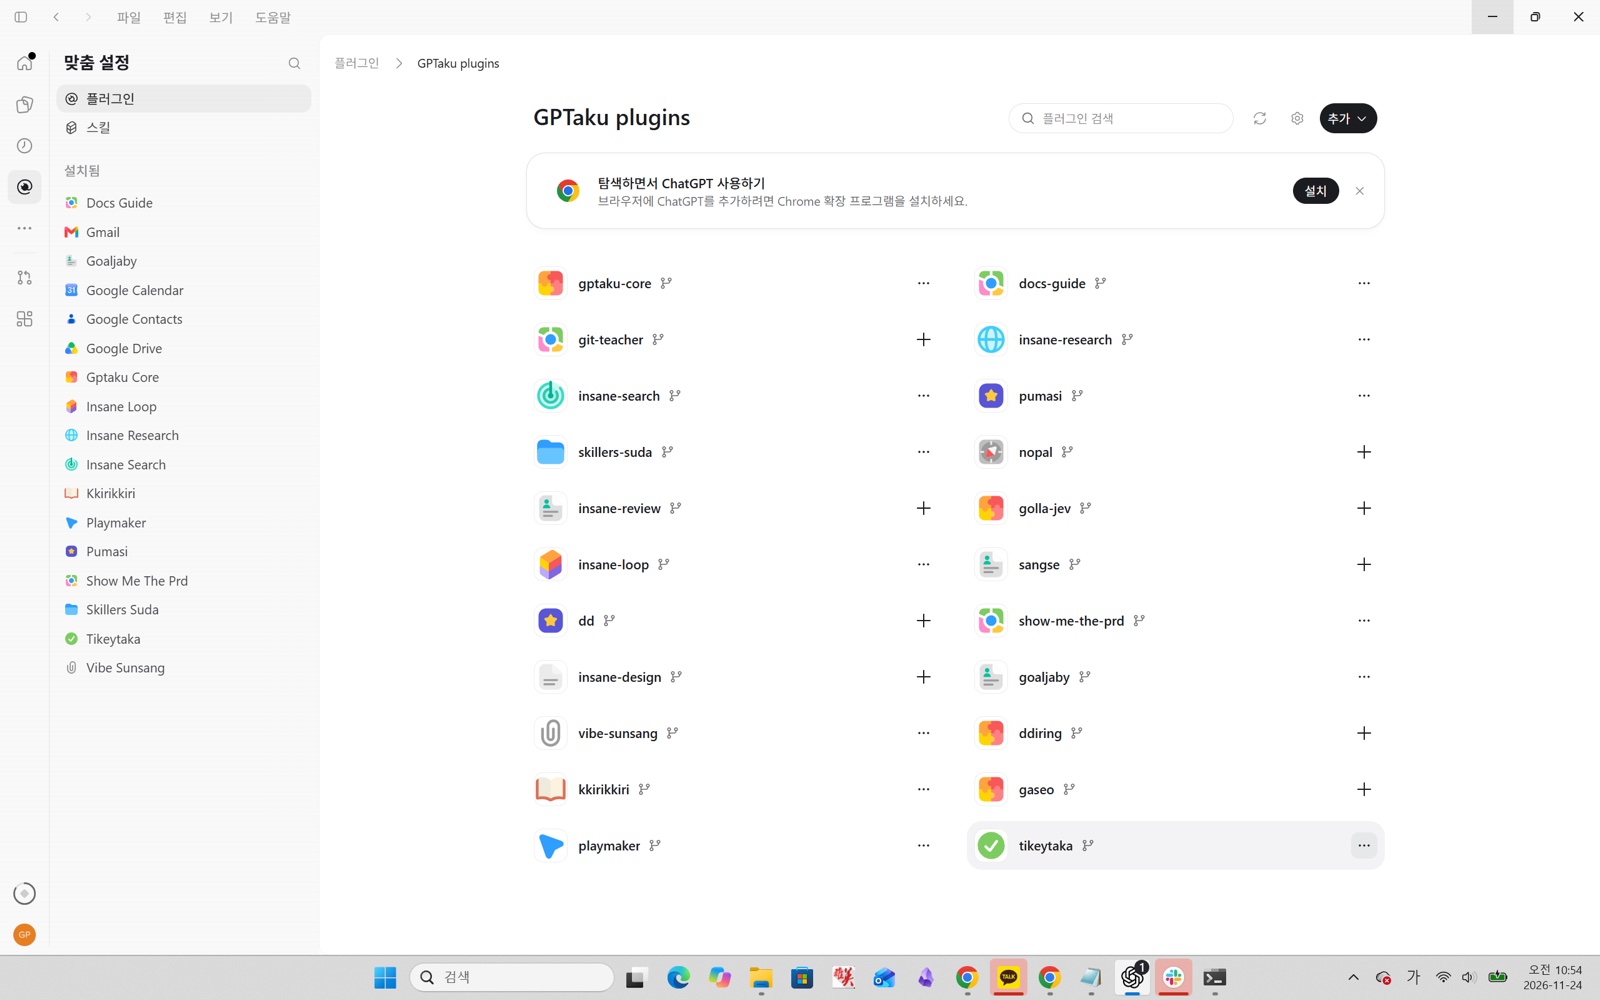 파일 편집 보기 도움말
맞춤 설정
플러그인
스킬
설치됨
Docs Guide
Gmail
Goaljaby
31 Google Calendar
Google Contacts
Google Drive
Gptaku Core
Insane Loop
Insane Research
Insane Search
Kkirikkiri
Playmaker
Pumasi
Show Me The Prd
Skillers Suda
Tikeytaka
Vibe Sunsang
GP
플러그인 > GPTaku plugins
GPTaku plugins
플러그인 검색
추가
탐색하면서 ChatGPT 사용하기
브라우저에 ChatGPT를 추가하려면 Chrome 확장 프로그램을 설치하세요.
설치
gptaku-core
docs-guide
git-teacher
insane-research
insane-search
pumasi
skillers-suda
nopal
insane-review
golla-jev
insane-loop
sangse
dd
show-me-the-prd
insane-design
goaljaby
vibe-sunsang
ddiring
kkirikkiri
gaseo
playmaker
tikeytaka
검색
TALK
1
가
오전 10:54
2026-11-24